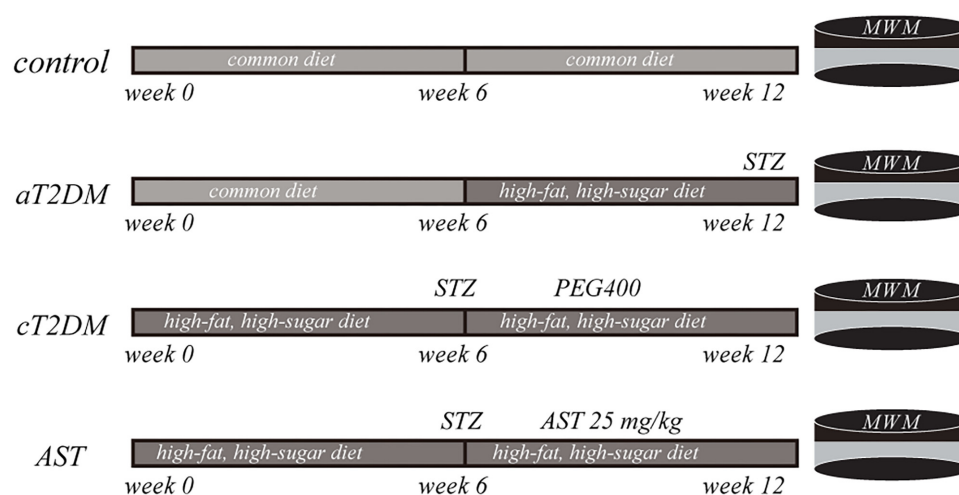 MWM
control common diet common diet
week 0 week 6 week 12
STZ MWM
aT2DM common diet high-fat, high-sugar diet
week 0 week 6 week 12
STZ PEG400 MWM
cT2DM high-fat, high-sugar diet high-fat, high-sugar diet
week 0 week 6 week 12
STZ AST 25 mg/kg MWM
AST high-fat, high-sugar diet high-fat, high-sugar diet
week 0 week 6 week 12